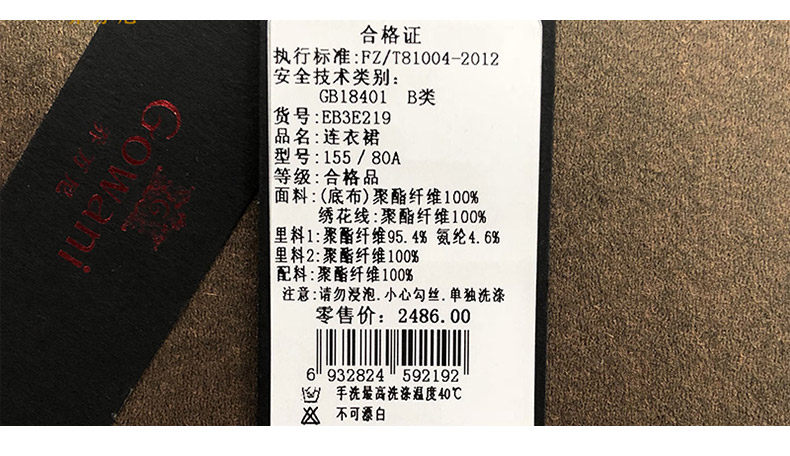 合格证
执行标准:FZ/T81004-2012
安全技术类别:
GB18401 B类
货号:EB3E219
品名:连衣裙
型号:155/80A
等级:合格品
面料:(底布)聚酯纤维100%
绣花线:聚酯纤维100%
里料1:聚酯纤维95.4% 氨纶4.6%
里料2:聚酯纤维100%
配料:聚酯纤维100%
注意:请勿浸泡.小心勾丝.单独洗涤
零售价: 2486.00
6 932824 592192
手洗最高洗涤温度40℃
不可漂白
Gowani